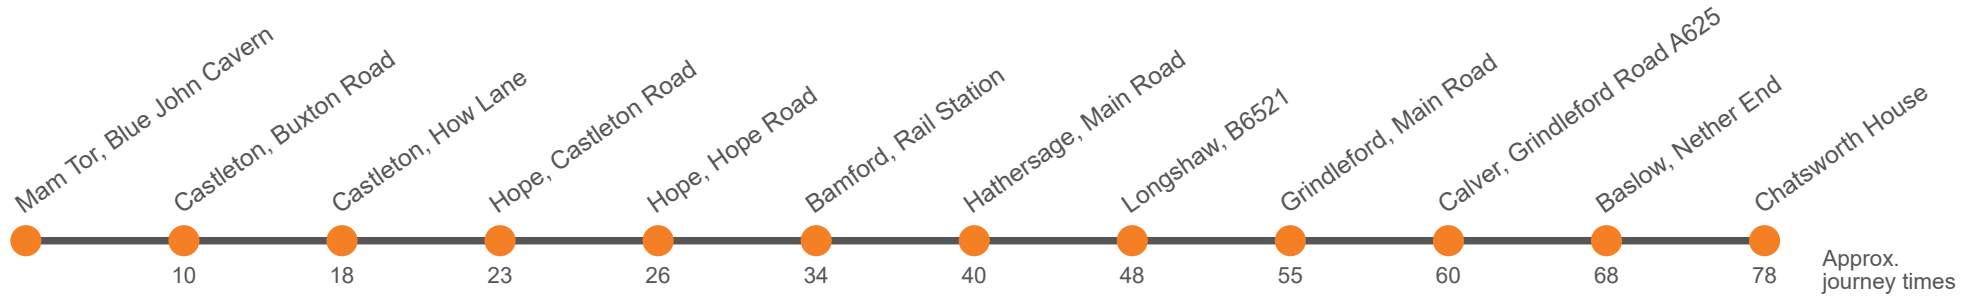 Mam Tor, Blue John Cavern
Castleton, Buxton Road
Castleton, How Lane
Hope, Castleton Road
Hope, Hope Road
Bamford, Rail Station
Hathersage, Main Road
Longshaw, B6521
Grindleford, Main Road
Calver, Grindleford Road A625
Baslow, Nether End
Chatsworth House
10 18 23 26 34 40 48 55 60 68 78
Approx.
journey times